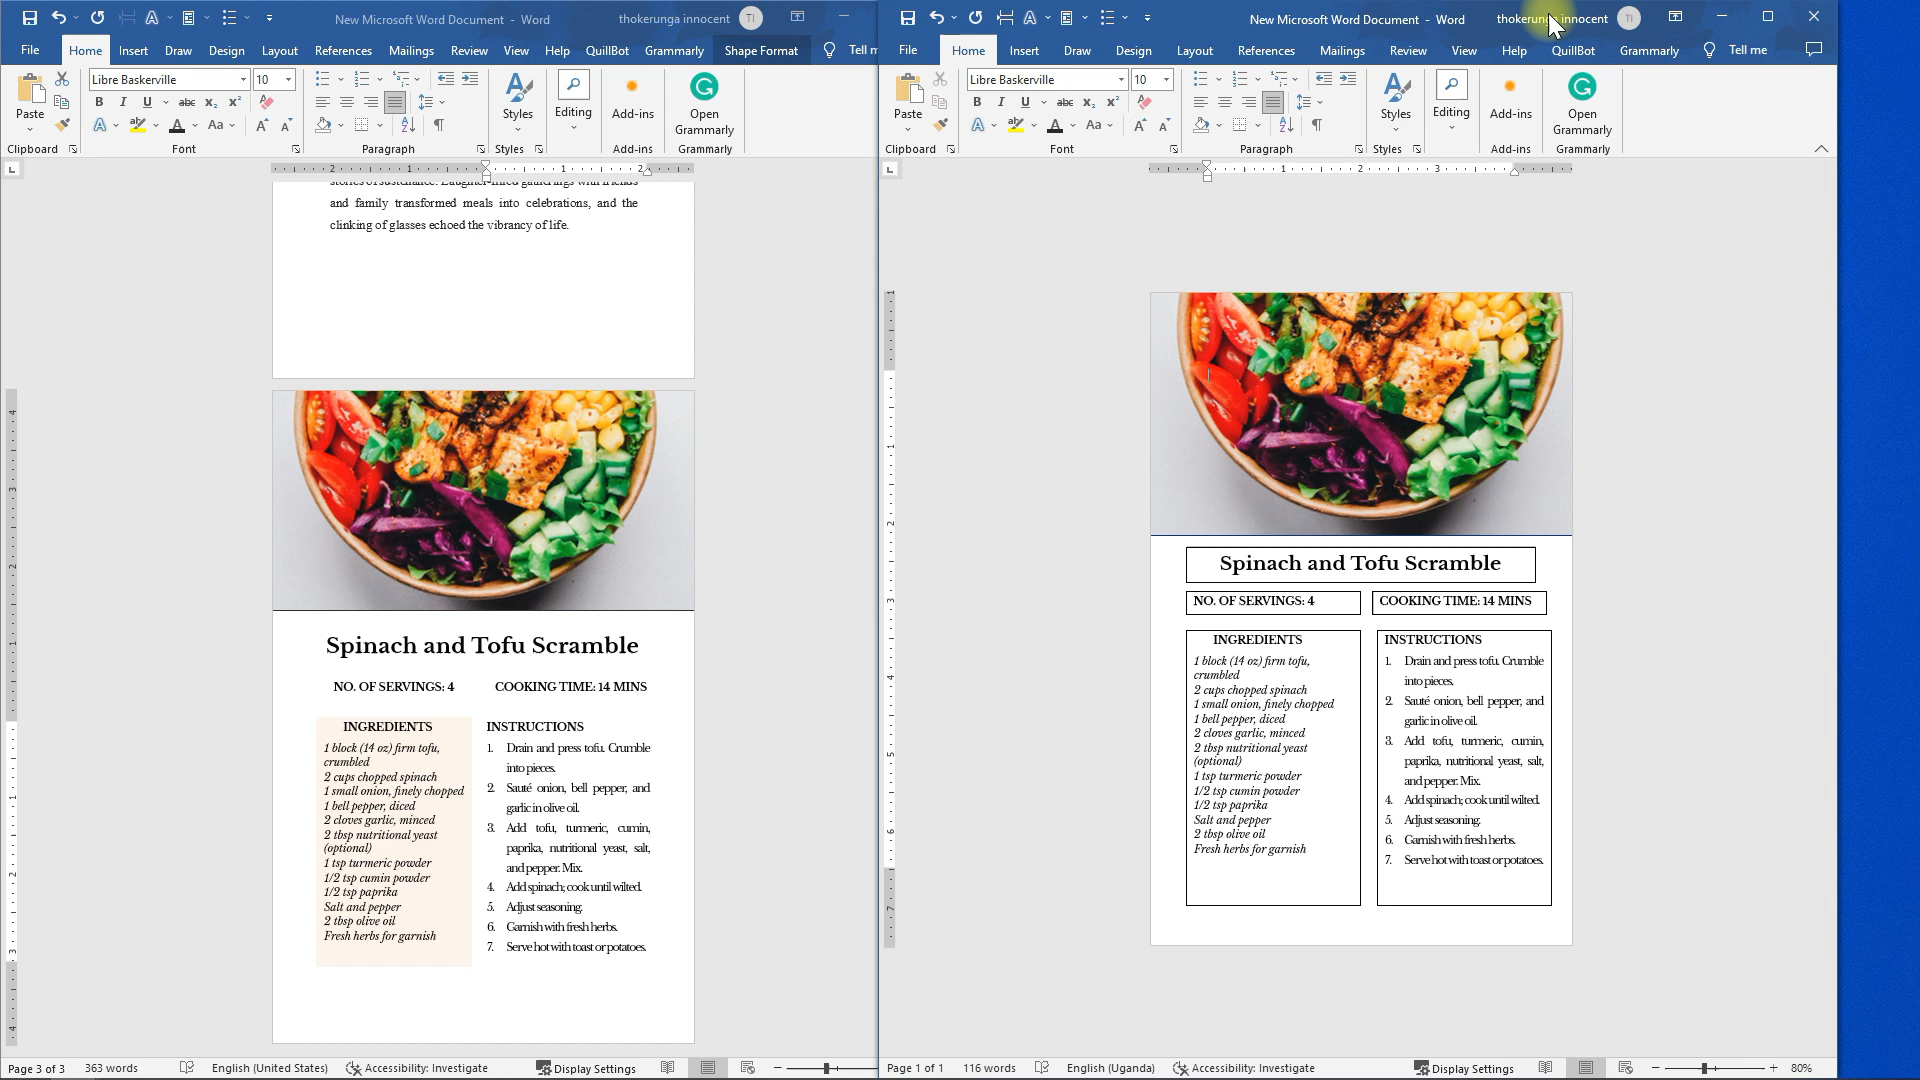 New Microsoft Word Document - Word
thokerunga innocent
TI
File
Home
Insert
Draw
Design
Layout
References
Mailings
Review
View
Help
QuillBot
Grammarly
Shape Format
Paste
Clipboard
Libre Baskerville
10
Font
Paragraph
Styles
Styles
Editing
Add-ins
Add-ins
Open
Grammarly
Grammarly
and family transformed meals into celebrations, and the
clinking of glasses echoed the vibrancy of life.
Spinach and Tofu Scramble
NO. OF SERVINGS: 4
COOKING TIME: 14 MINS
INGREDIENTS
1 block (14 oz) firm tofu,
crumbled
2 cups chopped spinach
1 small onion, finely chopped
1 bell pepper, diced
2 cloves garlic, minced
2 tbsp nutritional yeast
(optional)
1 tsp turmeric powder
1/2 tsp cumin powder
1/2 tsp paprika
Salt and pepper
2 tbsp olive oil
Fresh herbs for garnish
INSTRUCTIONS
1. Drain and press tofu. Crumble
into pieces.
2. Sauté onion, bell pepper, and
garlic in olive oil.
3. Add tofu, turmeric, cumin,
paprika, nutritional yeast, salt,
and pepper. Mix.
4. Add spinach; cook until wilted.
5. Adjust seasoning.
6. Garnish with fresh herbs.
7. Serve hot with toast or potatoes.
Page 3 of 3
363 words
English (United States)
Accessibility: Investigate
Display Settings
New Microsoft Word Document - Word
innocent
TI
File
Home
Insert
Draw
Design
Layout
References
Mailings
Review
View
Help
QuillBot
Grammarly
Tell me
Paste
Clipboard
Libre Baskerville
10
Font
Paragraph
Styles
Styles
Editing
Add-ins
Add-ins
Open
Grammarly
Grammarly
Spinach and Tofu Scramble
NO. OF SERVINGS: 4
COOKING TIME: 14 MINS
INGREDIENTS
1 block (14 oz) firm tofu,
crumbled
2 cups chopped spinach
1 small onion, finely chopped
1 bell pepper, diced
2 cloves garlic, minced
2 tbsp nutritional yeast
(optional)
1 tsp turmeric powder
1/2 tsp cumin powder
1/2 tsp paprika
Salt and pepper
2 tbsp olive oil
Fresh herbs for garnish
INSTRUCTIONS
1. Drain and press tofu. Crumble
into pieces.
2. Sauté onion, bell pepper, and
garlic in olive oil.
3. Add tofu, turmeric, cumin,
paprika, nutritional yeast, salt,
and pepper. Mix.
4. Add spinach; cook until wilted.
5. Adjust seasoning.
6. Garnish with fresh herbs.
7. Serve hot with toast or potatoes.
Page 1 of 1
116 words
English (Uganda)
Accessibility: Investigate
Display Settings
80%